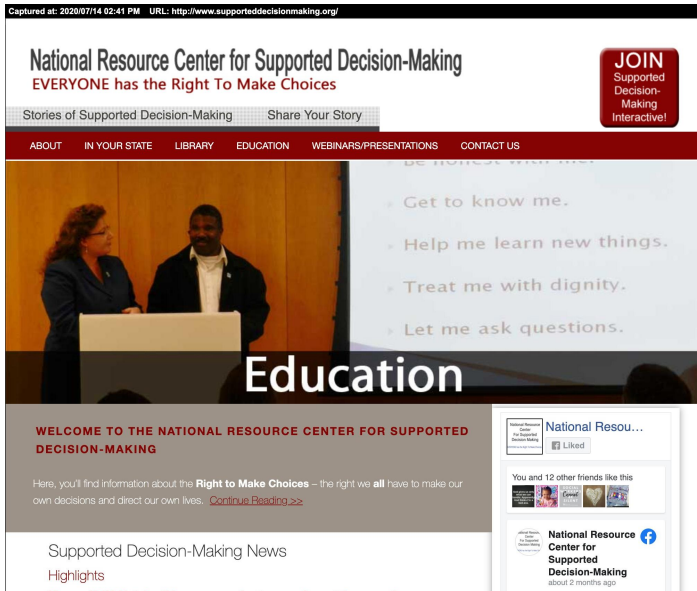 Captured at: 2020/07/14 02:41 PM URL: http://www.supporteddecisionmaking.org/
National Resource Center for Supported Decision-Making
EVERYONE has the Right To Make Choices
JOIN
Supported
Decision-
Making
Interactive!
Stories of Supported Decision-Making Share Your Story
ABOUT IN YOUR STATE LIBRARY EDUCATION WEBINARS/PRESENTATIONS CONTACT US
Be honest with me.
Get to know me.
Help me learn new things.
Treat me with dignity.
Let me ask questions.
Education
WELCOME TO THE NATIONAL RESOURCE CENTER FOR SUPPORTED
DECISION-MAKING
Here, you'll find information about the Right to Make Choices – the right we all have to make our
own decisions and direct our own lives. Continue Reading >>
Supported Decision-Making News
Highlights
National Resou…
Liked
You and 12 other friends like this
National Resource
Center for
Supported
Decision-Making
about 2 months ago